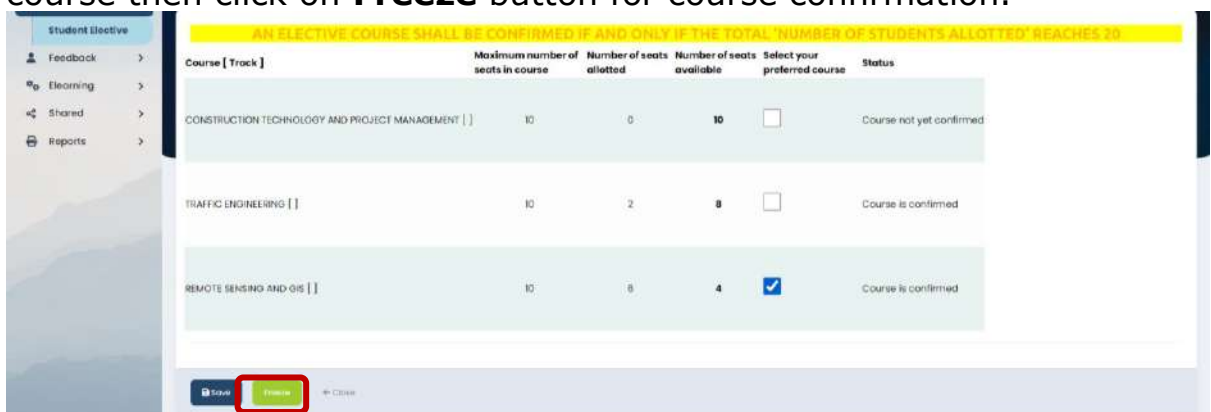 course then click on Freeze button for course confirmation.
Student Elective
AN ELECTIVE COURSE SHALL BE CONFIRMED IF AND ONLY IF THE TOTAL 'NUMBER OF STUDENTS ALLOTTED' REACHES 20
Feedback >
Elearning >
Shared >
Reports >
Course [ Track ] Maximum number of seats in course Number of seats allotted Number of seats available Select your preferred course Status
CONSTRUCTION TECHNOLOGY AND PROJECT MANAGEMENT [ ] 10 0 10 Course not yet confirmed
TRAFFIC ENGINEERING [ ] 10 2 8 Course is confirmed
REMOTE SENSING AND GIS [ ] 10 6 4 Course is confirmed
Save Freeze ← Close